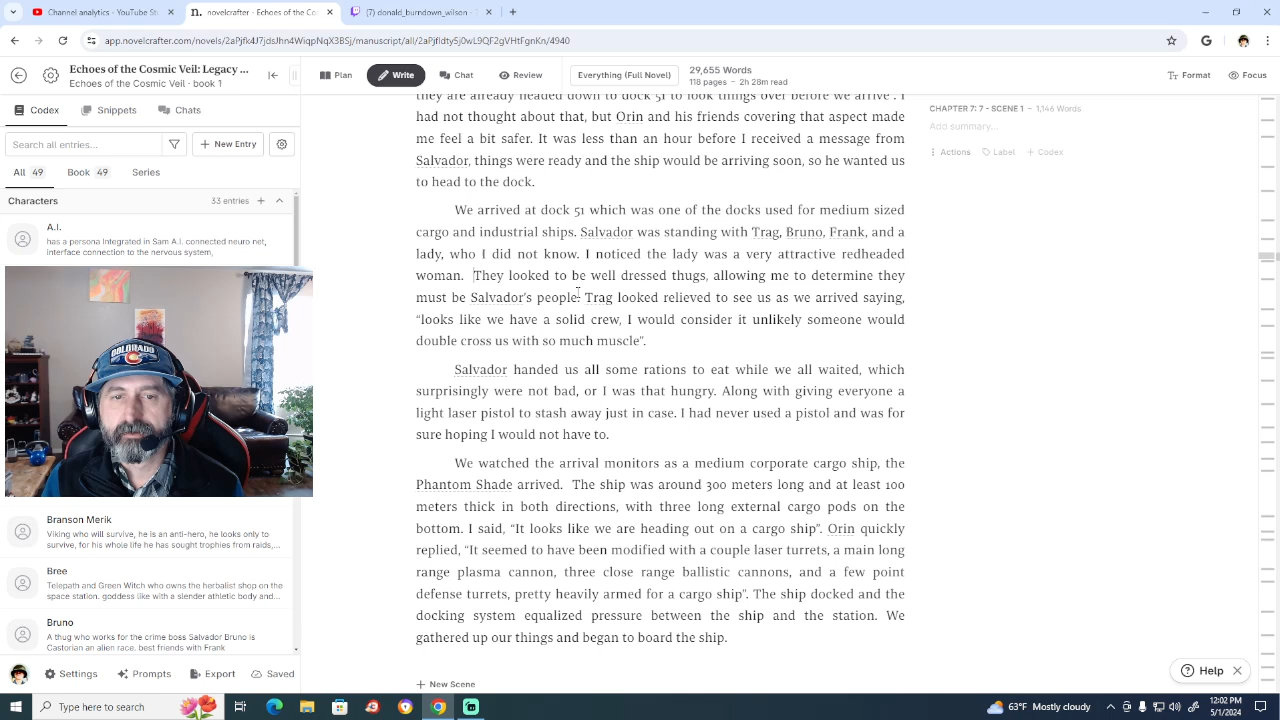 YouTube Studio - Content
novelcrafter - Echoes of the Co
(7) donald_bumpkin
app.novelcrafter.com/novels/2aPjfk4J7jdsJhn4WipNqX3BSj/manuscript/all/2aPjfldty5j0wL9QF2gVHtFgnKn/4940
Echoes of the Cosmic Veil: Legacy ...
Echoes of the Cosmic Veil · book 1
Plan
Write
Chat
Review
Everything (Full Novel)
29,655 Words
118 pages • 2h 28m read
Format
Focus
Codex
Snippets
Chats
Search all entries...
+ New Entry
All 49
Book 49
Series
Characters
33 entries
A.I.
has a persona Integrated in Sam A.I. connected neuro net,
interface connection to the nervous system,
Branson Merik
Viking who will survive, he is an anti-hero, he looks only to
survive, for his whole life he has sought trophies from raids,...
Bree
Telepath and Green Witch who owns the herbalist shop on the
space station. goddess like with a slender athletic body and...
Bruno
A thug who works for the crime boss Salvador Bruno is
Castorian an alien race. best friends with Frank
Settings
Prompts
Export
Saved
they are already headed down to dock 51 to look things over before we arrive". I
had not thought about that, but Orin and his friends covering that aspect made
me feel a bit safer. It was less than an hour before I received a message from
Salvador, things were ready and the ship would be arriving soon, so he wanted us
to head to the dock.
We arrived at dock 51 which was one of the docks used for medium sized
cargo and industrial ships. Salvador was standing with Trag, Bruno, Frank, and a
lady, who I did not know. I noticed the lady was a very attractive redheaded
woman. They looked to be well dressed thugs, allowing me to determine they
must be Salvador's people. Trag looked relieved to see us as we arrived saying,
"looks like we have a solid crew, I would consider it unlikely someone would
double cross us with so much muscle".
Salvador handed us all some rations to eat while we all waited, which
surprisingly were not bad, or I was that hungry. Along with giving everyone a
light laser pistol to stash away just in case. I had never used a pistol and was for
sure hoping I would not have to.
We watched the arrival monitors as a medium corporate cargo ship, the
Phantom Shade arrived. The ship was around 300 meters long and at least 100
meters thick in both directions, with three long external cargo pods on the
bottom. I said, "It looks like we are heading out on a cargo ship". Orin quickly
replied, "It seemed to have been modified with a couple laser turrets, a main long
range plasma cannon, three close range ballistic cannons, and a few point
defense turrets, pretty heavily armed for a cargo ship". The ship docked and the
docking system equalized pressure between the ship and the station. We
gathered up our things and began to board the ship.
+ New Scene
CHAPTER 7: 7 - SCENE 1 – 1,146 Words
Add summary...
Actions
Label
+ Codex
Help
COLORADO
Type here to search
63°F Mostly cloudy
12:02 PM
5/1/2024